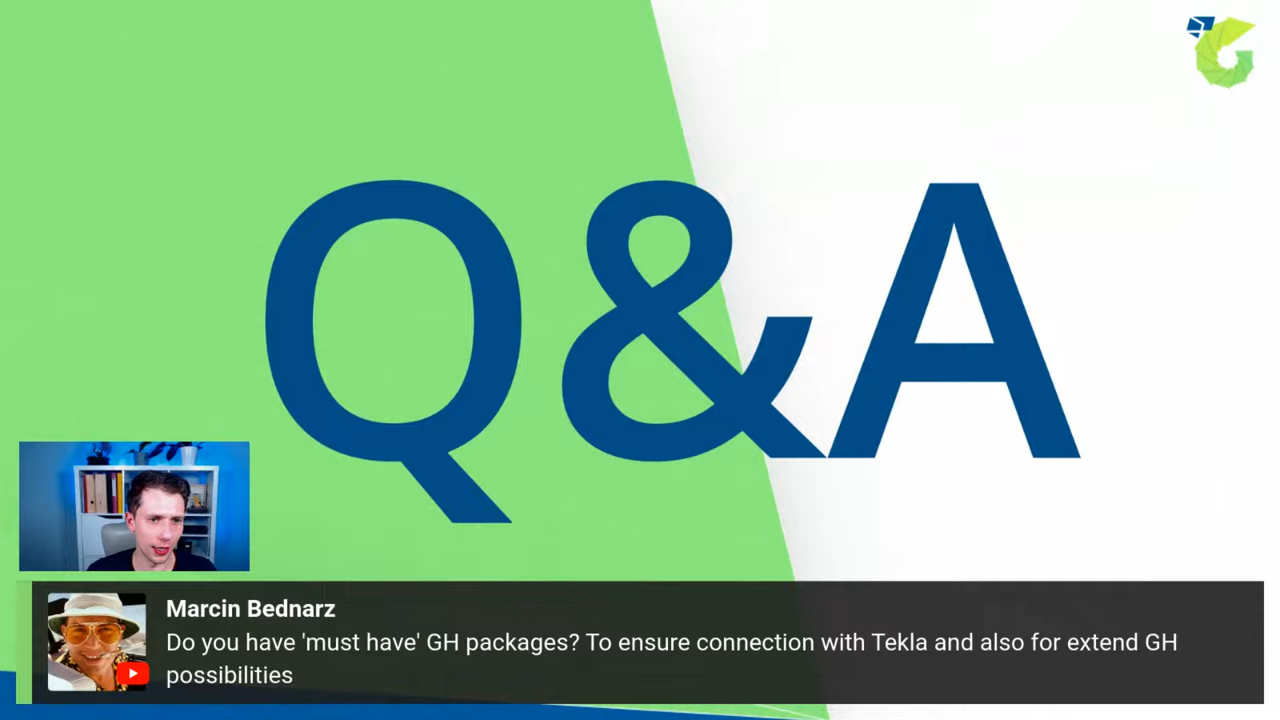 Q&A
Marcin Bednarz
Do you have 'must have' GH packages? To ensure connection with Tekla and also for extend GH
possibilities